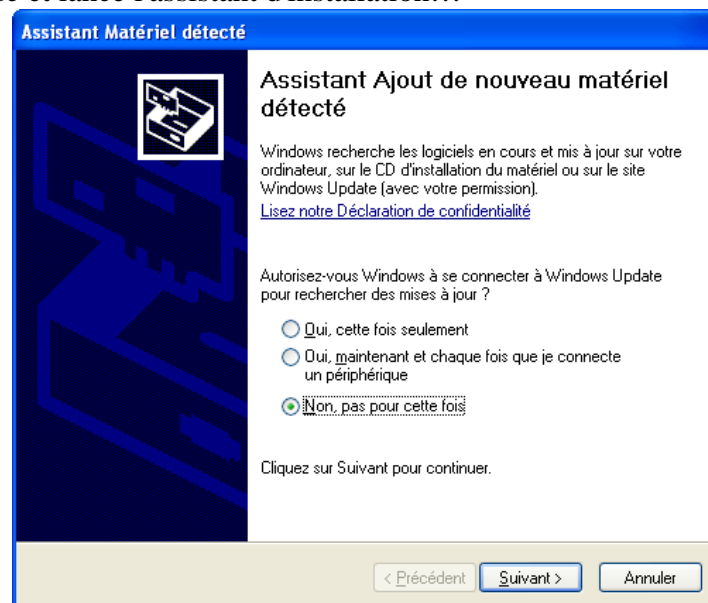 et lance l'assistant d'installation…
Assistant Matériel détecté
Assistant Ajout de nouveau matériel
détecté
Windows recherche les logiciels en cours et mis à jour sur votre
ordinateur, sur le CD d'installation du matériel ou sur le site
Windows Update (avec votre permission).
Lisez notre Déclaration de confidentialité
Autorisez-vous Windows à se connecter à Windows Update
pour rechercher des mises à jour ?
Oui, cette fois seulement
Oui, maintenant et chaque fois que je connecte
un périphérique
Non, pas pour cette fois
Cliquez sur Suivant pour continuer.
< Précédent
Suivant >
Annuler